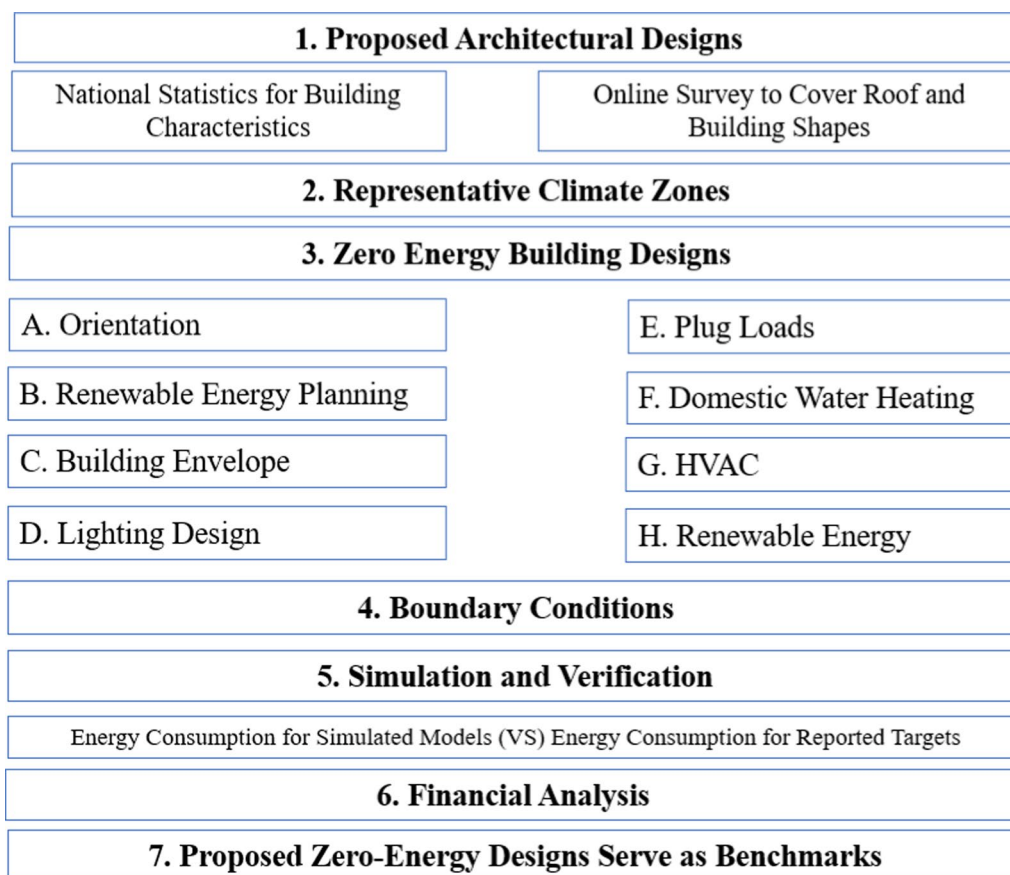 1. Proposed Architectural Designs
National Statistics for Building
Characteristics
Online Survey to Cover Roof and
Building Shapes
2. Representative Climate Zones
3. Zero Energy Building Designs
A. Orientation
B. Renewable Energy Planning
C. Building Envelope
D. Lighting Design
E. Plug Loads
F. Domestic Water Heating
G. HVAC
H. Renewable Energy
4. Boundary Conditions
5. Simulation and Verification
Energy Consumption for Simulated Models (VS) Energy Consumption for Reported Targets
6. Financial Analysis
7. Proposed Zero-Energy Designs Serve as Benchmarks